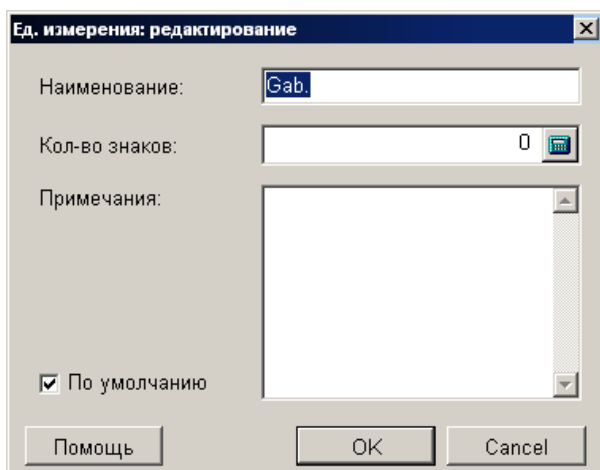 Ед. измерения: редактирование
Наименование: Gab.
Кол-во знаков: 0
Примечания:
По умолчанию
Помощь OK Cancel